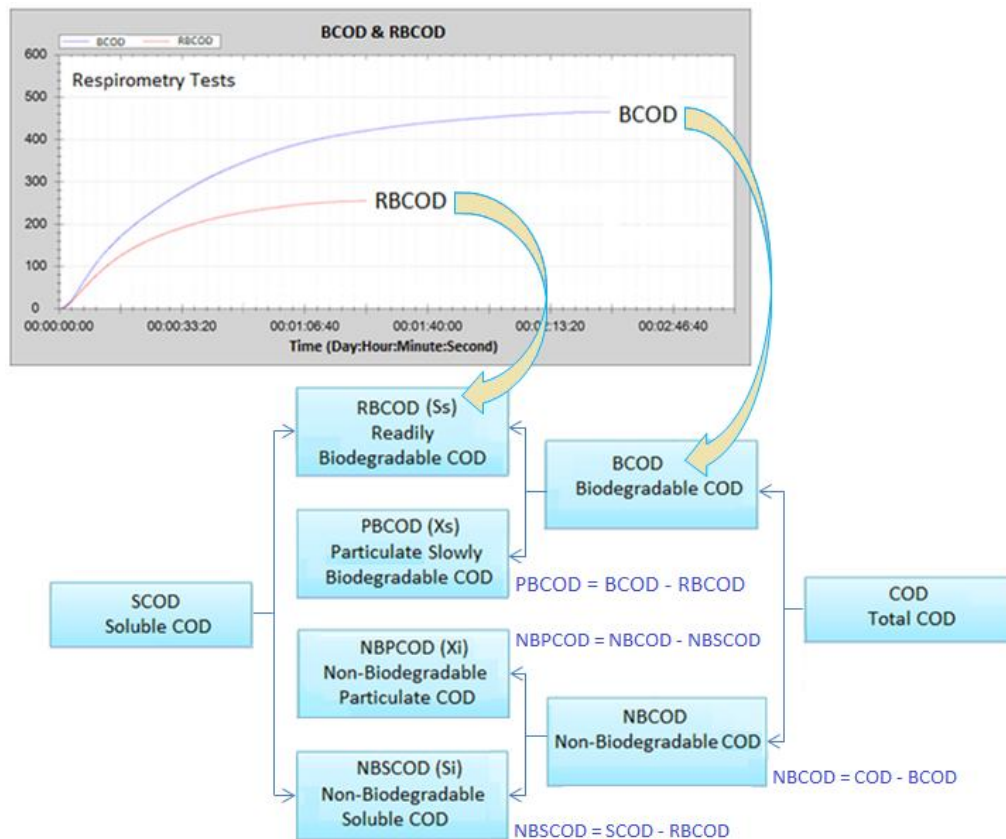 BCOD & RBCOD
BCOD RBCOD
600
Respirometry Tests
500
BCOD
400
300
RBCOD
200
100
0
00:00:00:00 00:00:33:20 00:01:06:40 00:01:40:00 00:02:13:20 00:02:46:40
Time (Day:Hour:Minute:Second)
RBCOD (Ss)
Readily
Biodegradable COD
BCOD
Biodegradable COD
PBCOD (Xs)
Particulate Slowly
Biodegradable COD
PBCOD = BCOD - RBCOD
SCOD
Soluble COD
COD
Total COD
NBPCOD = NBCOD - NBSCOD
NBPCOD (Xi)
Non-Biodegradable
Particulate COD
NBCOD
Non-Biodegradable COD
NBCOD = COD - BCOD
NBSCOD (Si)
Non-Biodegradable
Soluble COD
NBSCOD = SCOD - RBCOD